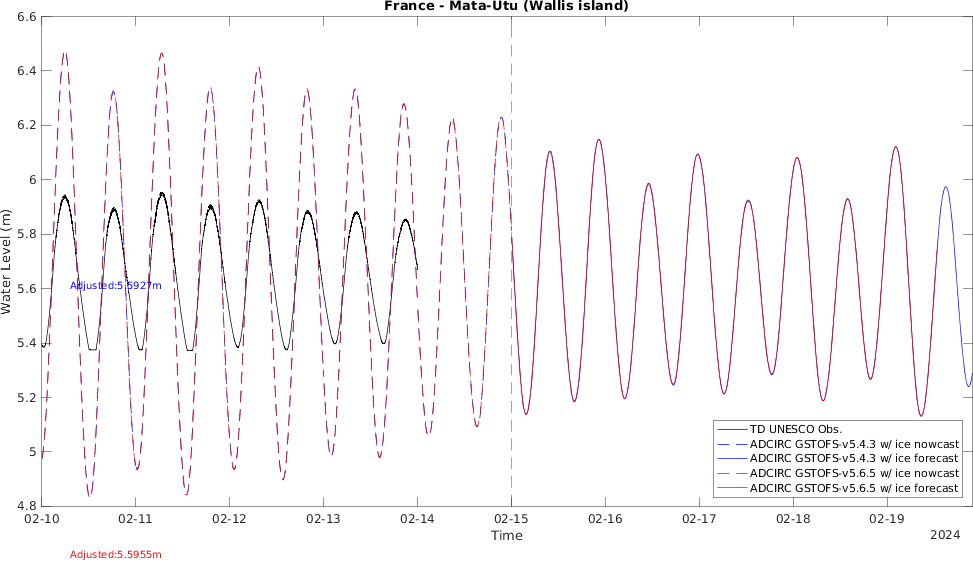 France - Mata-Utu (Wallis island)
6.6
6.4
6.2
6
5.8
5.6
5.4
5.2
5
4.8
Water Level (m)
Adjusted:5.5927m
TD UNESCO Obs.
ADCIRC GSTOFS-v5.4.3 w/ ice nowcast
ADCIRC GSTOFS-v5.4.3 w/ ice forecast
ADCIRC GSTOFS-v5.6.5 w/ ice nowcast
ADCIRC GSTOFS-v5.6.5 w/ ice forecast
02-10 02-11 02-12 02-13 02-14 02-15 02-16 02-17 02-18 02-19
Time
2024
Adjusted:5.5955m